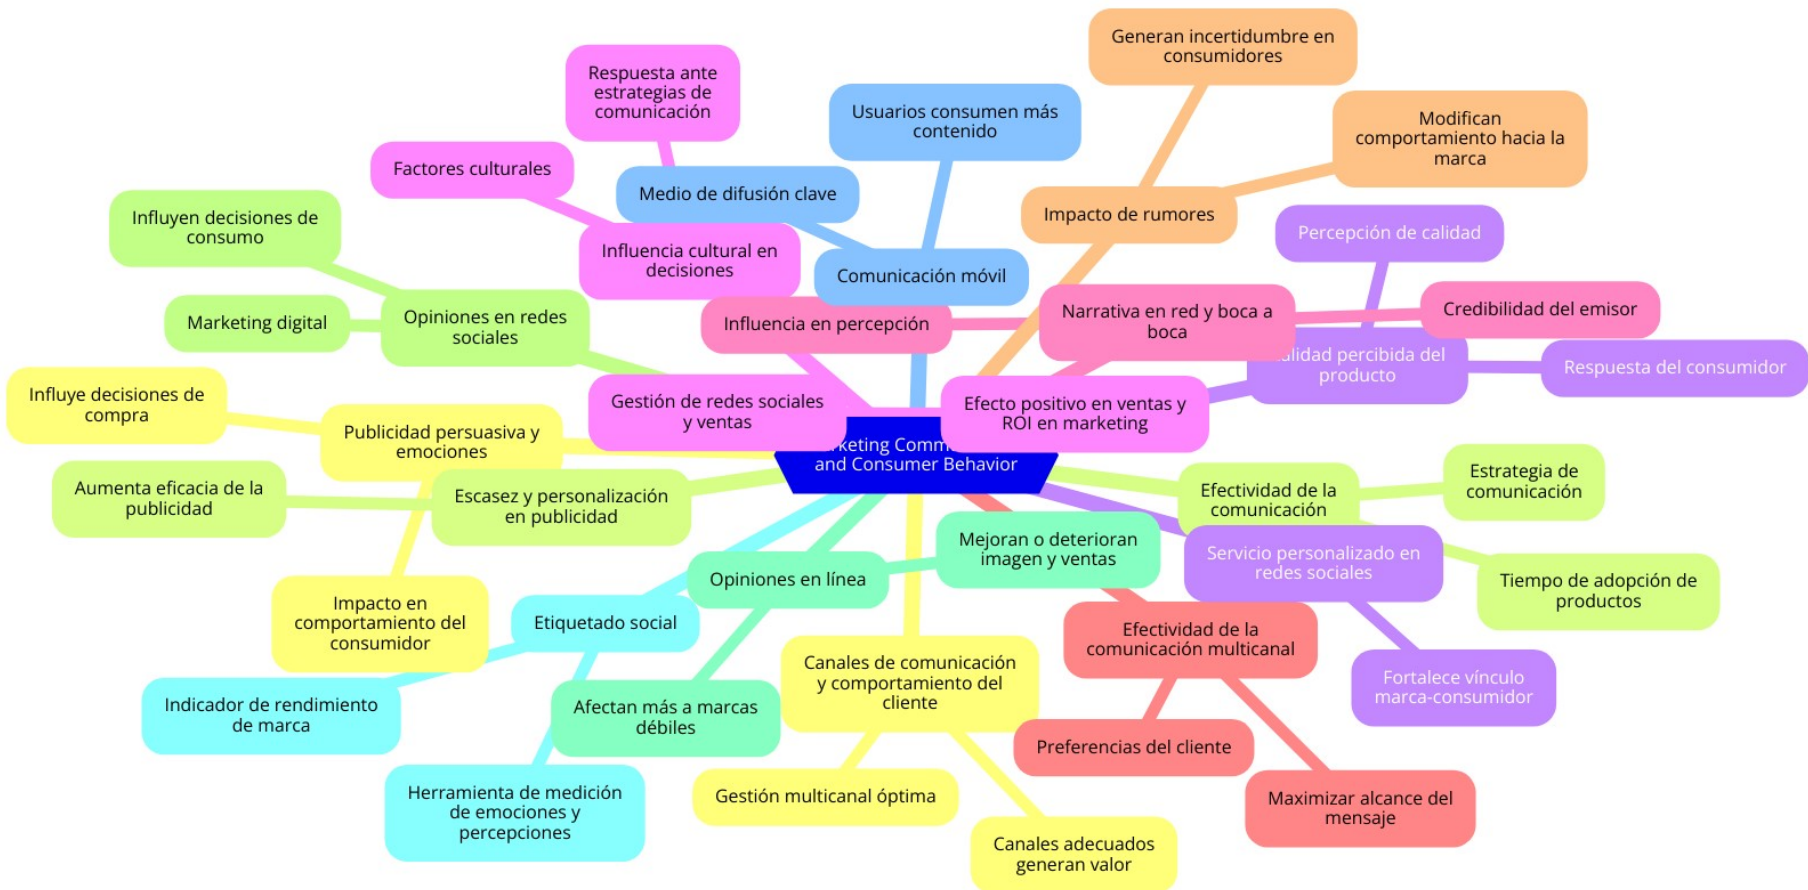 Generan incertidumbre en
consumidores
Respuesta ante
estrategias de
comunicación
Usuarios consumen más
contenido
Modifican
comportamiento hacia la
marca
Factores culturales
Medio de difusión clave
Impacto de rumores
Influyen decisiones de
consumo
Percepción de calidad
Influencia cultural en
decisiones
Comunicación móvil
Marketing digital
Opiniones en redes
sociales
Influencia en percepción
Narrativa en red y boca a
boca
Credibilidad del emisor
percibida del
producto
Respuesta del consumidor
Influye decisiones de
compra
Gestión de redes sociales
y ventas
Efecto positivo en ventas y
ROI en marketing
Publicidad persuasiva y
emociones
and Consumer Behavior
Aumenta eficacia de la
publicidad
Escasez y personalización
en publicidad
Efectividad de la
comunicación
Estrategia de
comunicación
Mejoran o deterioran
imagen y ventas
Servicio personalizado en
redes sociales
Opiniones en línea
Tiempo de adopción de
productos
Impacto en
comportamiento del
consumidor
Etiquetado social
Efectividad de la
comunicación multicanal
Canales de comunicación
y comportamiento del
cliente
Fortalece vínculo
marca-consumidor
Indicador de rendimiento
de marca
Afectan más a marcas
débiles
Preferencias del cliente
Gestión multicanal óptima
Maximizar alcance del
mensaje
Herramienta de medición
de emociones y
percepciones
Canales adecuados
generan valor